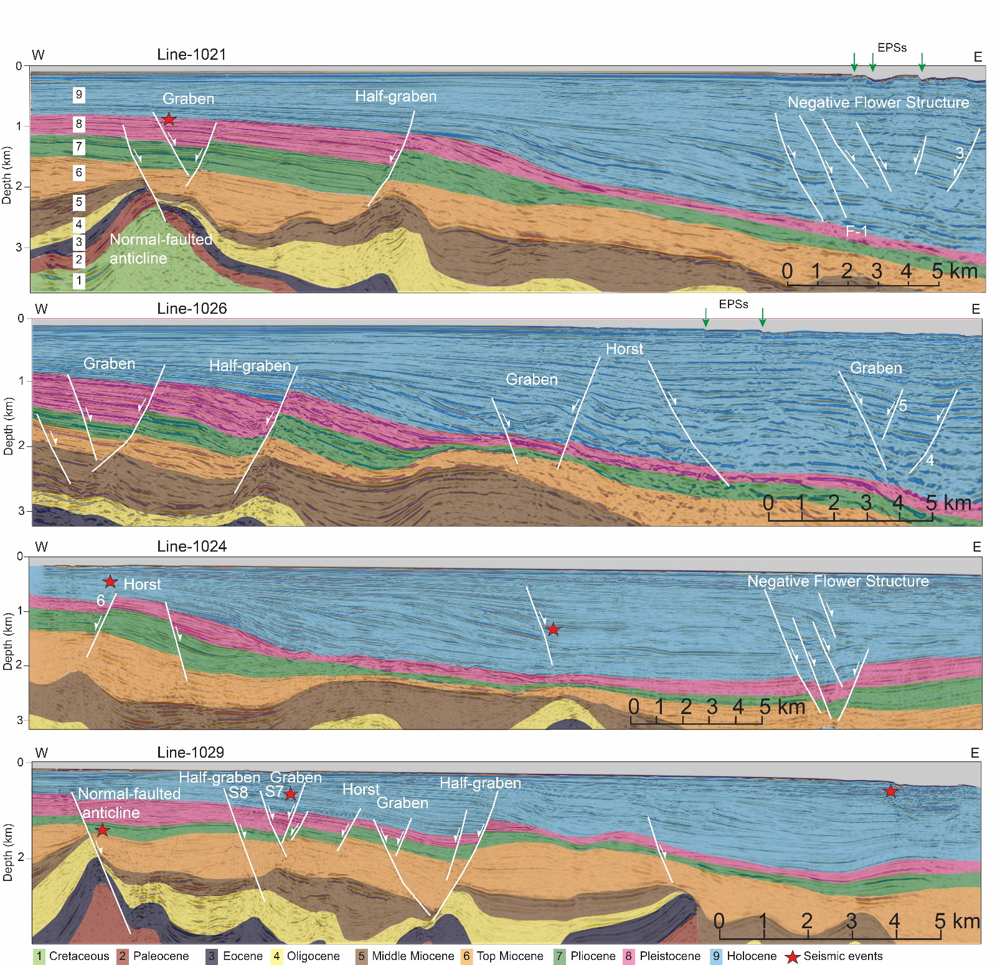 EPSs
W Line-1021 E
0
9 Graben Half-graben Negative Flower Structure
1 8
7 3
Depth (km)
6
2
5
4 F-1
3 Normal-faulted
3 2 anticline
1 0 1 2 3 4 5 km
W Line-1026 EPSs E
0
Horst
Graben Half-graben Graben Graben
1
5
Depth (km)
2
4
0 1 2 3 4 5 km
3
W Line-1024 E
0
Horst Negative Flower Structure
6
1
Depth (km)
2
0 1 2 3 4 5 km
3
W Line-1029 E
0
Half-graben Graben Half-graben
Normal-faulted S8 S7 Horst
anticline Graben
Depth (km)
2
0 1 2 3 4 5 km
1 Cretaceous 2 Paleocene 3 Eocene 4 Oligocene 5 Middle Miocene 6 Top Miocene 7 Pliocene 8 Pleistocene 9 Holocene Seismic events